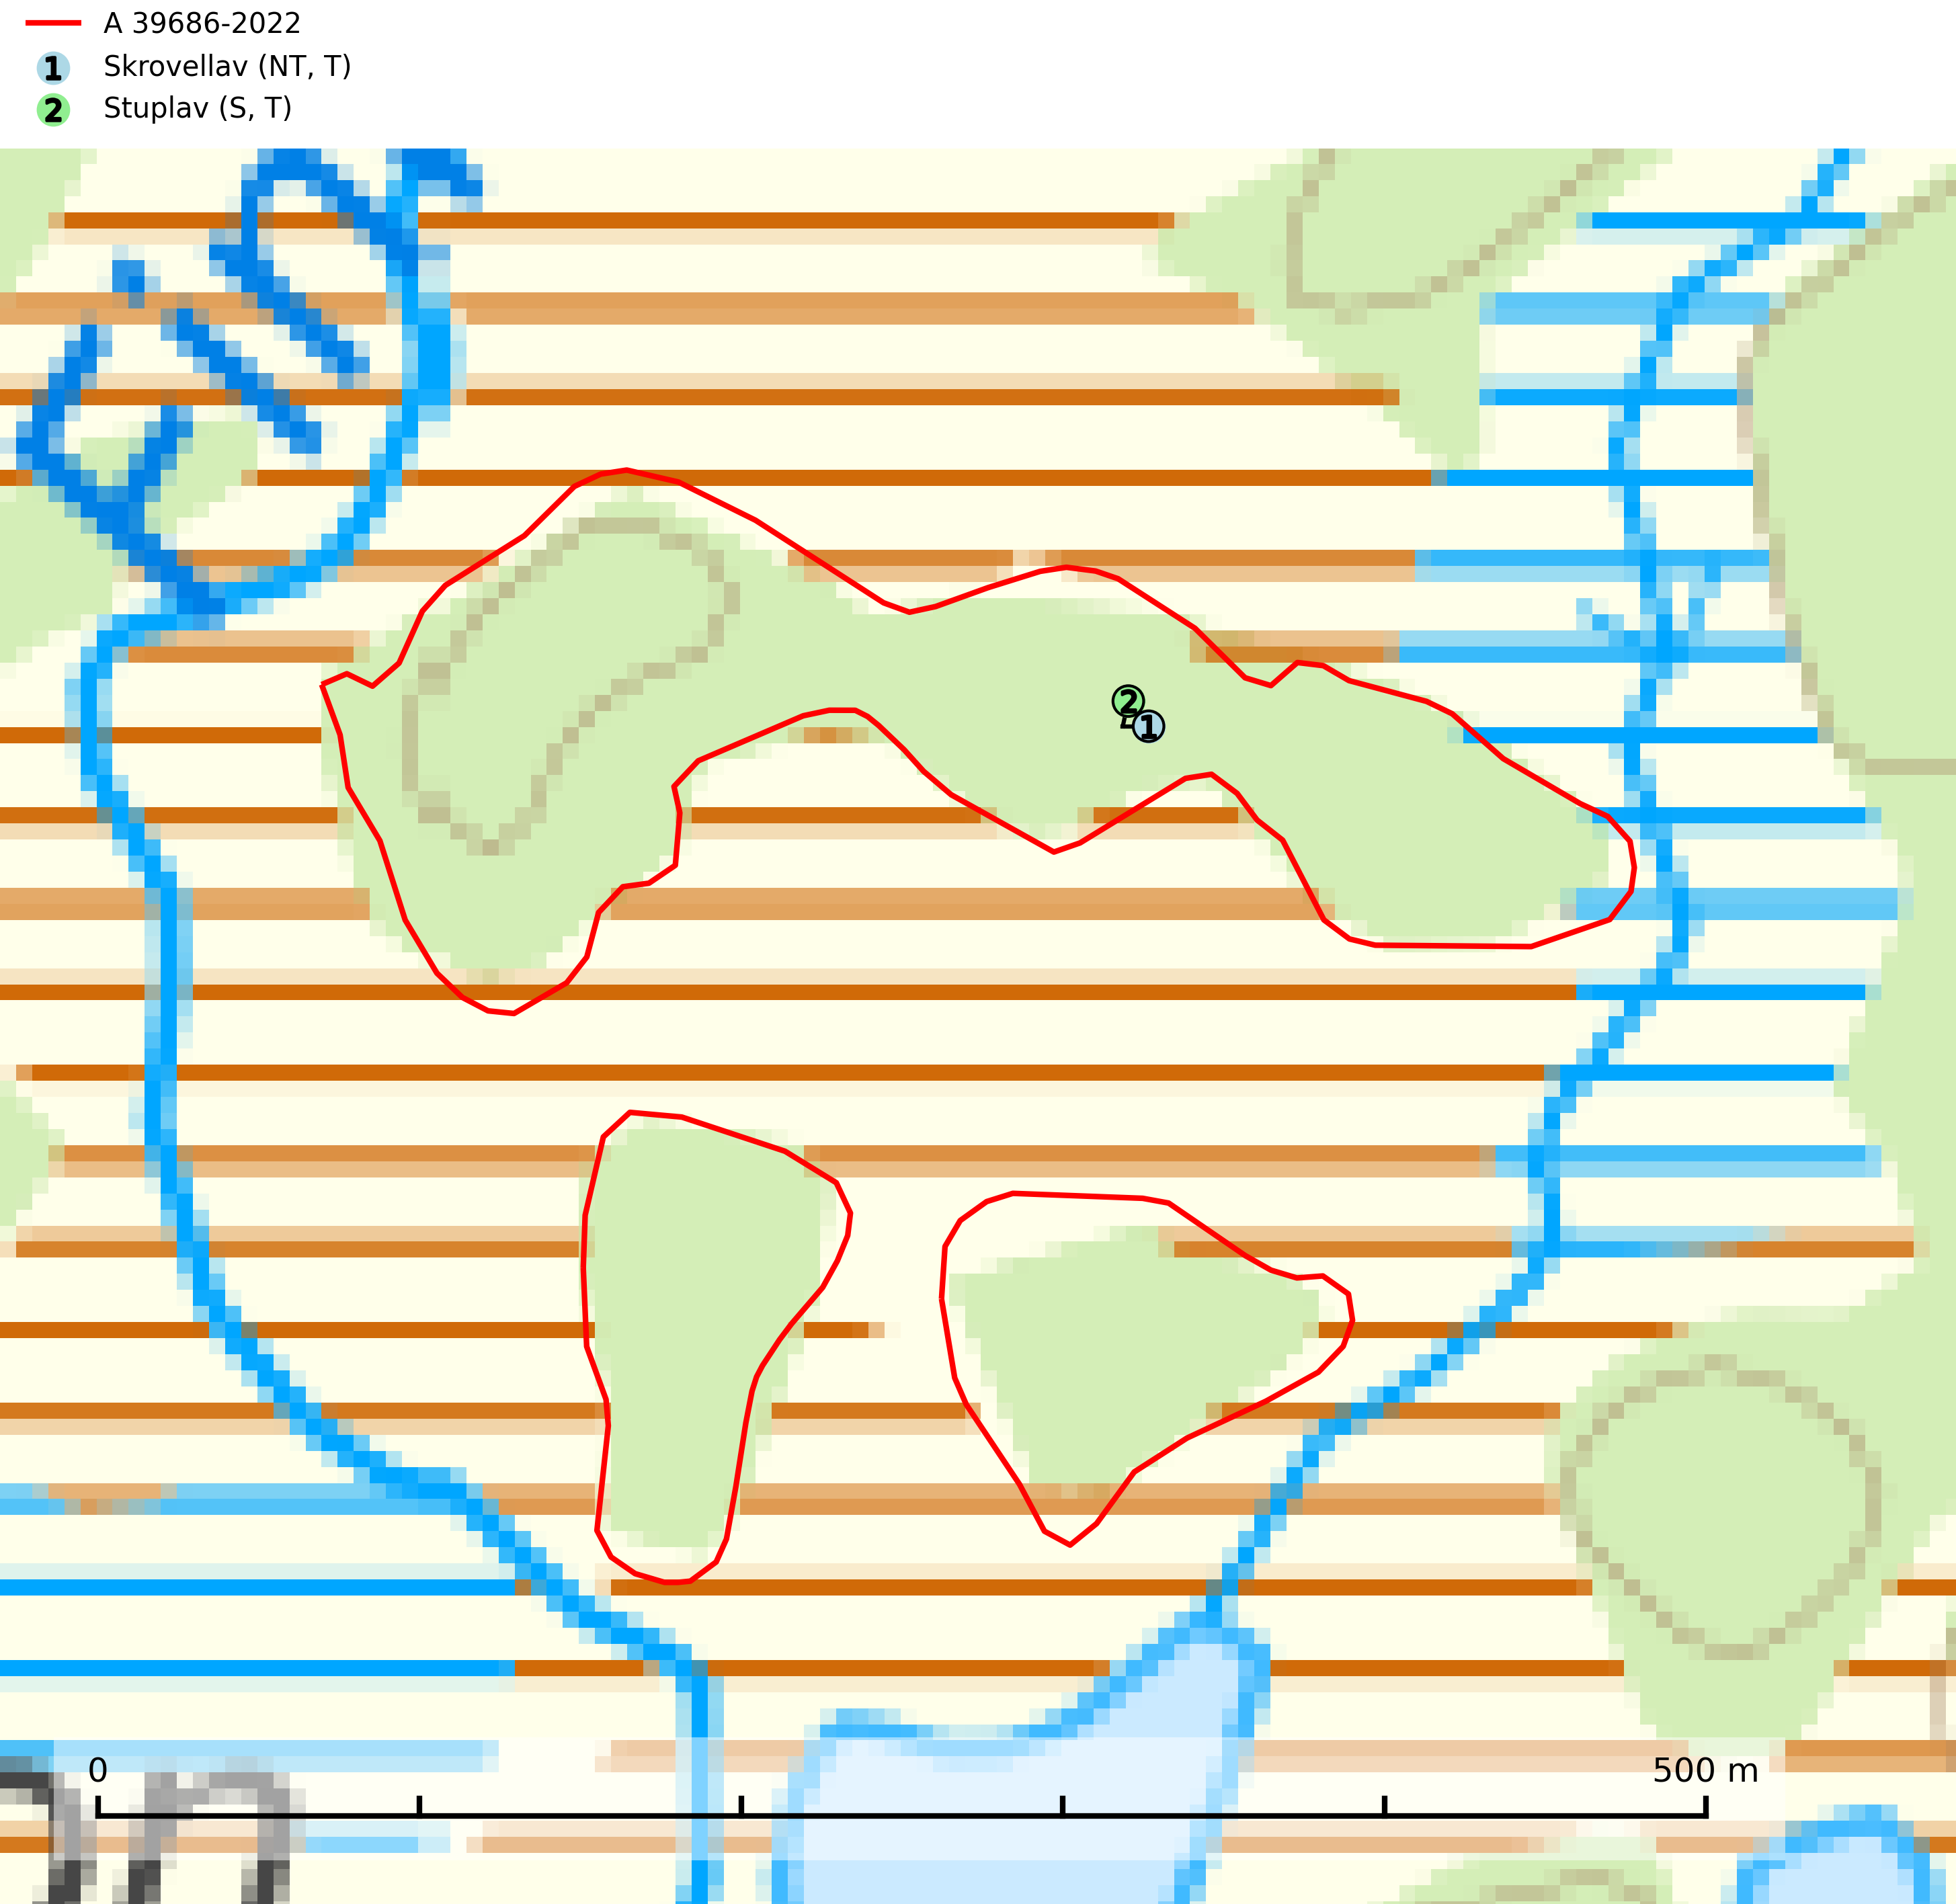 A 39686-2022
1 Skrovellav (NT, T)
2 Stuplav (S, T)
2
1
0 500 m